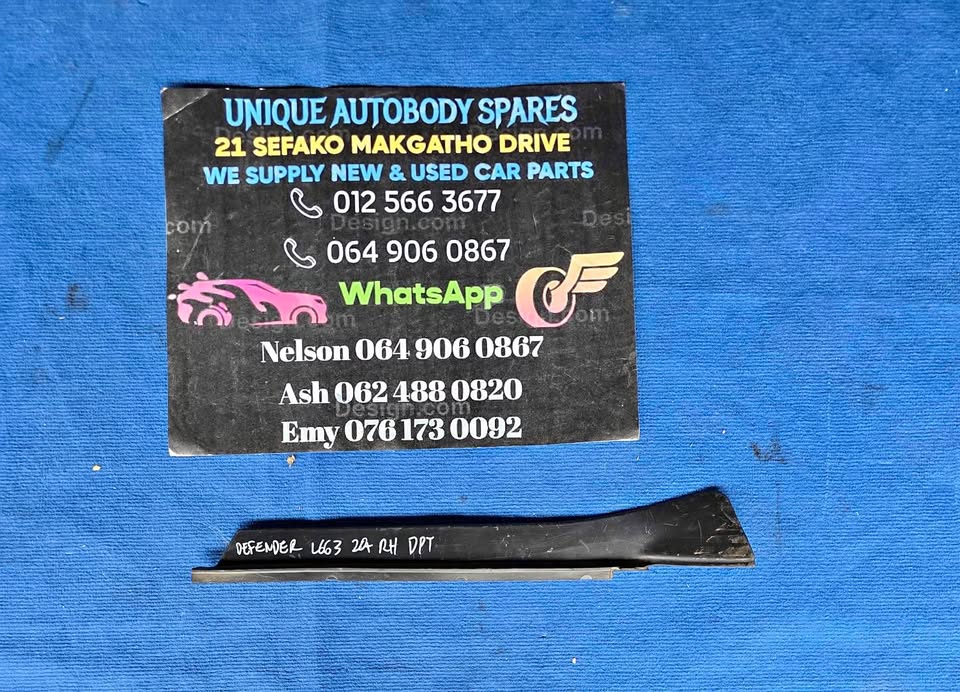 UNIQUE AUTOBODY SPARES
21 SEFAKO MAKGATHO DRIVE
WE SUPPLY NEW & USED CAR PARTS
012 566 3677
064 906 0867
WhatsApp
Nelson 064 906 0867
Ash 062 488 0820
Emy 076 173 0092
DEFENDER L663 24 RH DPT